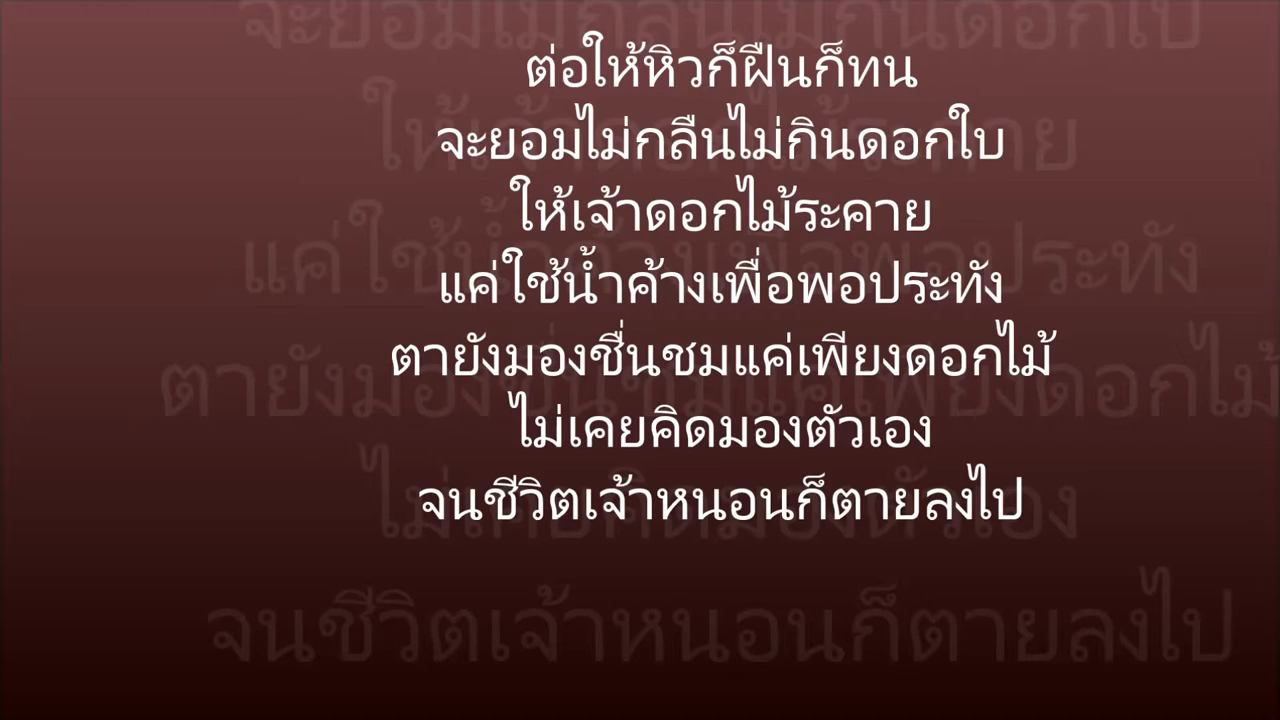 ต่อให้หิวก็ฝืนก็ทน
จะยอมไม่กลืนไม่กินดอกใบ
ให้เจ้าดอกไม้ระคาย
แค่ใช้น้ำค้างเพื่อพอประทัง
ตายังมองชื่นชมแค่เพียงดอกไม้
ไม่เคยคิดมองตัวเอง
จนชีวิตเจ้าหนอนก็ตายลงไป